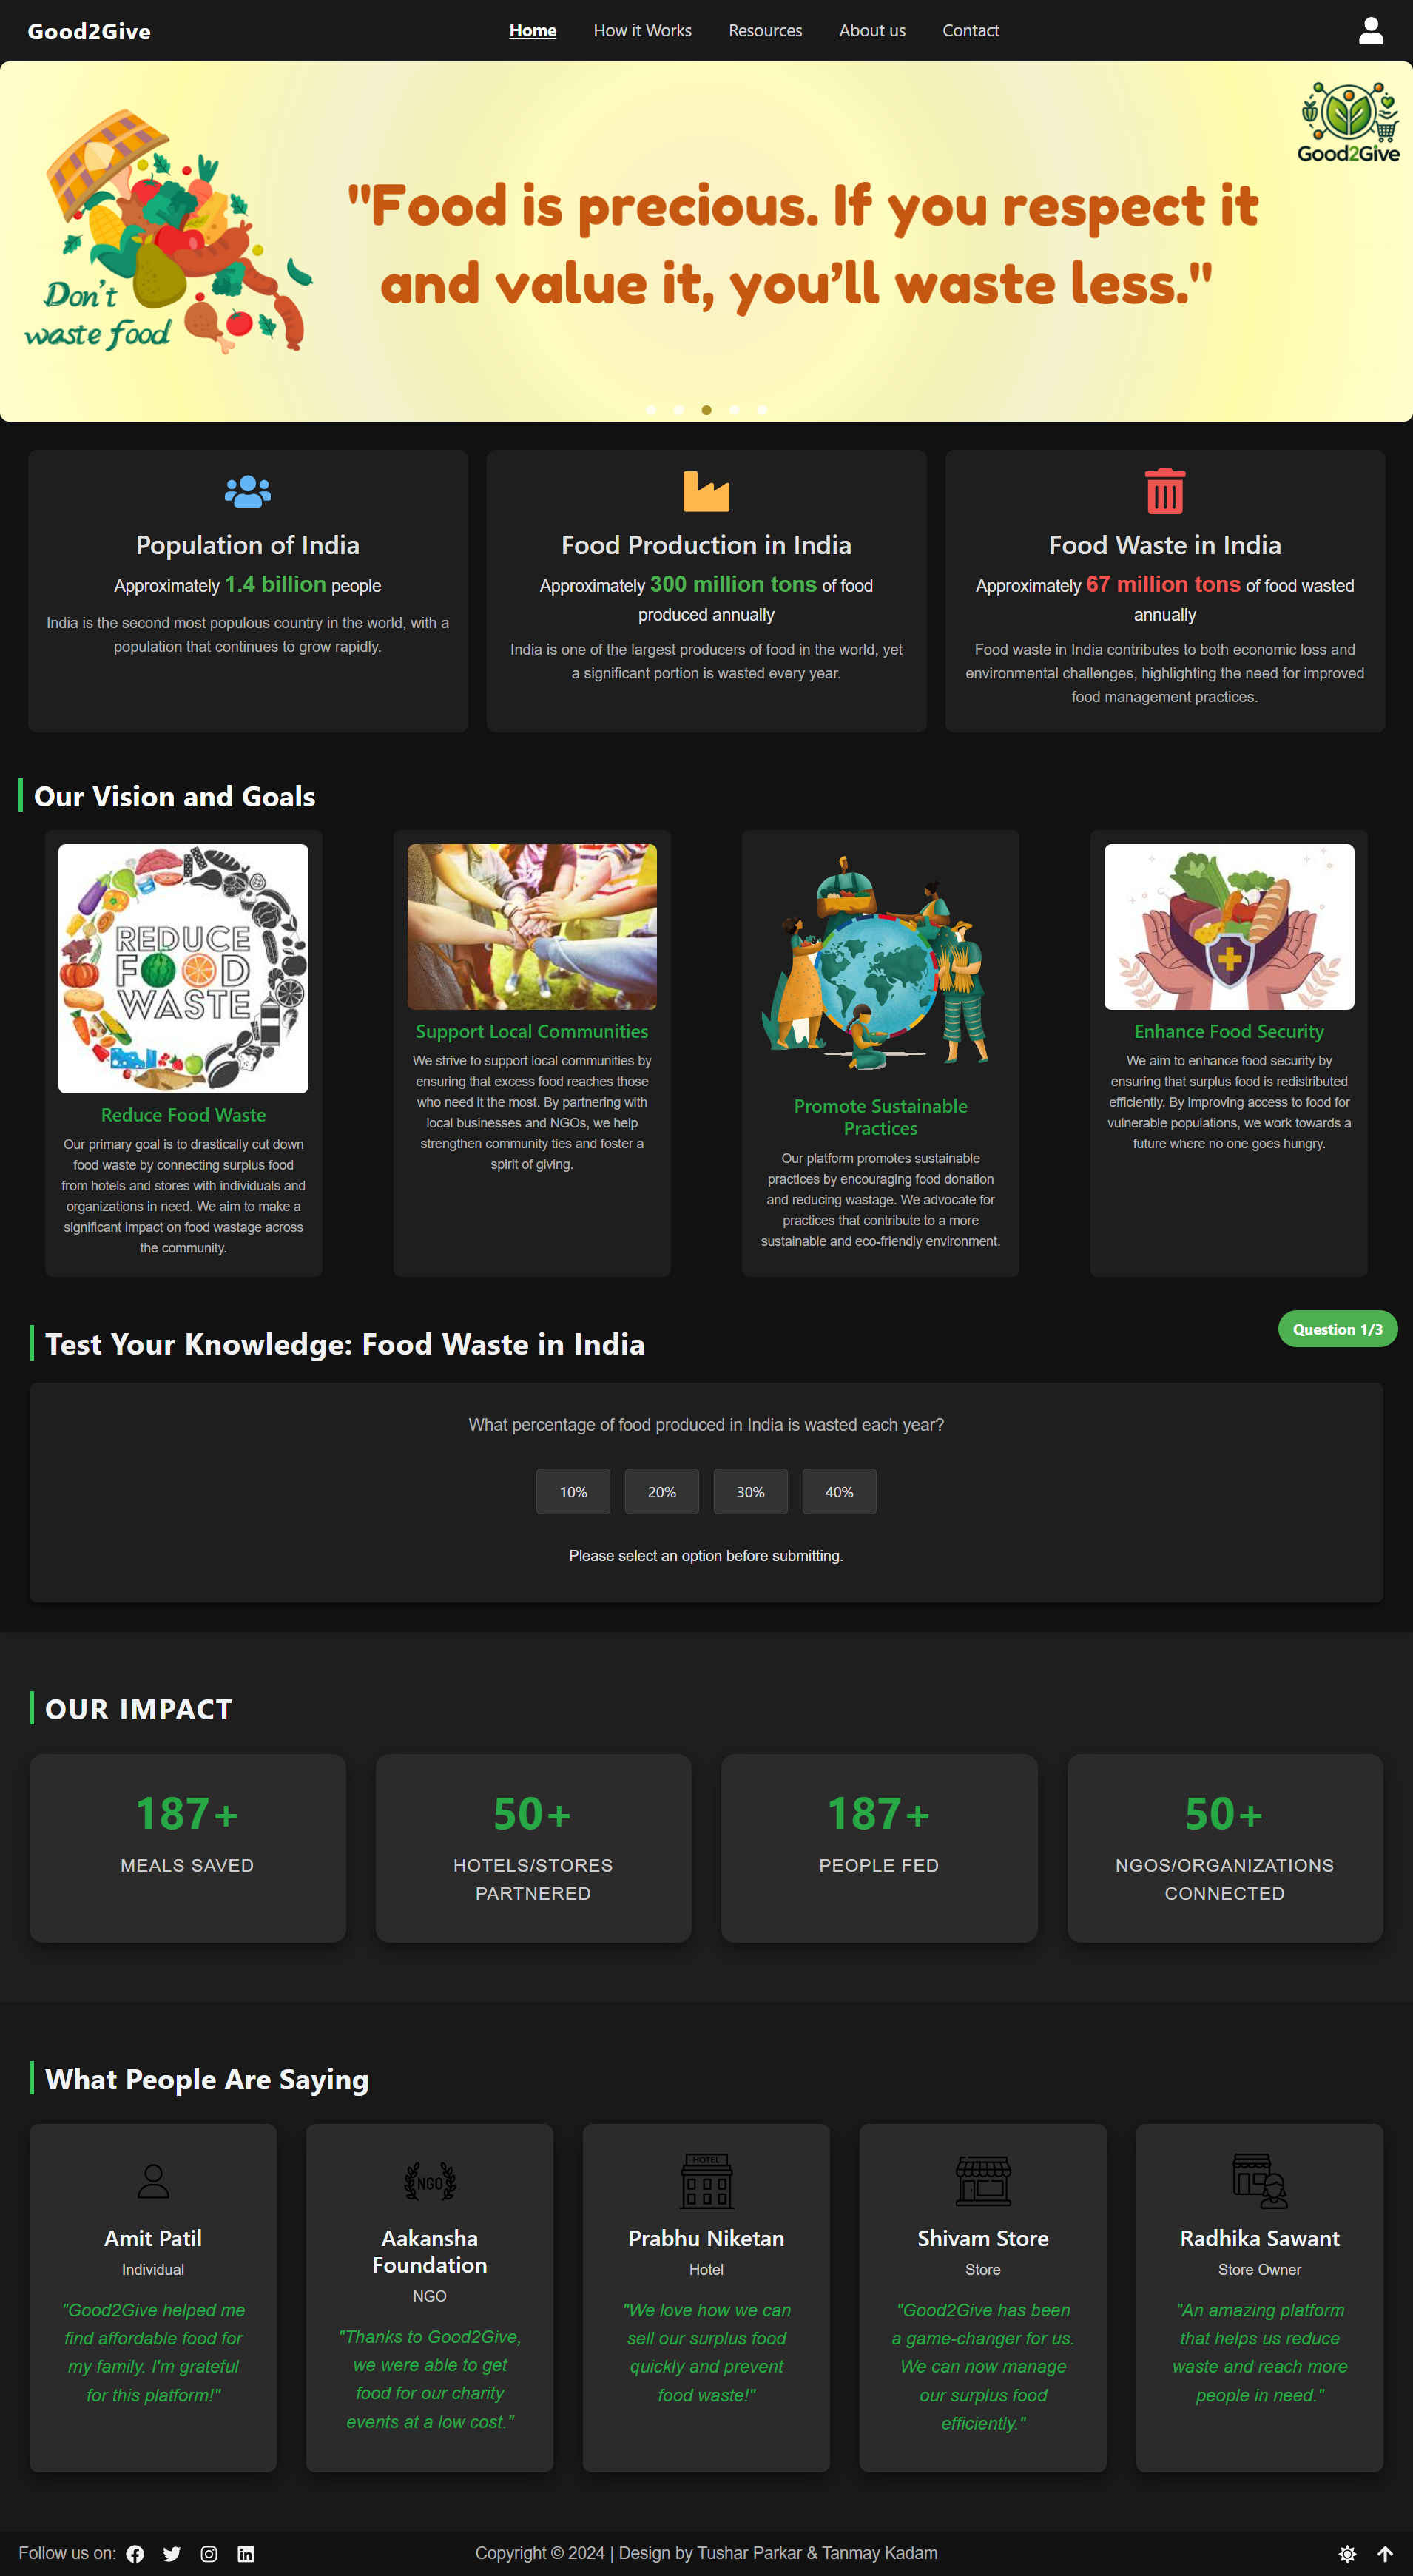 Good2Give
Home How it Works Resources About us Contact
Good2Give
"Food is precious. If you respect it
and value it, you’ll waste less."
Don't
waste food
Population of India
Approximately 1.4 billion people
India is the second most populous country in the world, with a
population that continues to grow rapidly.
Food Production in India
Approximately 300 million tons of food
produced annually
India is one of the largest producers of food in the world, yet
a significant portion is wasted every year.
Food Waste in India
Approximately 67 million tons of food wasted
annually
Food waste in India contributes to both economic loss and
environmental challenges, highlighting the need for improved
food management practices.
Our Vision and Goals
REDUCE
FOOD
WASTE
Reduce Food Waste
Our primary goal is to drastically cut down
food waste by connecting surplus food
from hotels and stores with individuals and
organizations in need. We aim to make a
significant impact on food wastage across
the community.
Support Local Communities
We strive to support local communities by
ensuring that excess food reaches those
who need it the most. By partnering with
local businesses and NGOs, we help
strengthen community ties and foster a
spirit of giving.
Promote Sustainable
Practices
Our platform promotes sustainable
practices by encouraging food donation
and reducing wastage. We advocate for
practices that contribute to a more
sustainable and eco-friendly environment.
Enhance Food Security
We aim to enhance food security by
ensuring that surplus food is redistributed
efficiently. By improving access to food for
vulnerable populations, we work towards a
future where no one goes hungry.
Test Your Knowledge: Food Waste in India
Question 1/3
What percentage of food produced in India is wasted each year?
10% 20% 30% 40%
Please select an option before submitting.
OUR IMPACT
187+
MEALS SAVED
50+
HOTELS/STORES
PARTNERED
187+
PEOPLE FED
50+
NGOS/ORGANIZATIONS
CONNECTED
What People Are Saying
Amit Patil
Individual
"Good2Give helped me
find affordable food for
my family. I'm grateful
for this platform!"
NGO
Aakansha
Foundation
NGO
"Thanks to Good2Give,
we were able to get
food for our charity
events at a low cost."
HOTEL
Prabhu Niketan
Hotel
"We love how we can
sell our surplus food
quickly and prevent
food waste!"
Shivam Store
Store
"Good2Give has been
a game-changer for us.
We can now manage
our surplus food
efficiently."
Radhika Sawant
Store Owner
"An amazing platform
that helps us reduce
waste and reach more
people in need."
Follow us on:
Copyright © 2024 | Design by Tushar Parkar & Tanmay Kadam